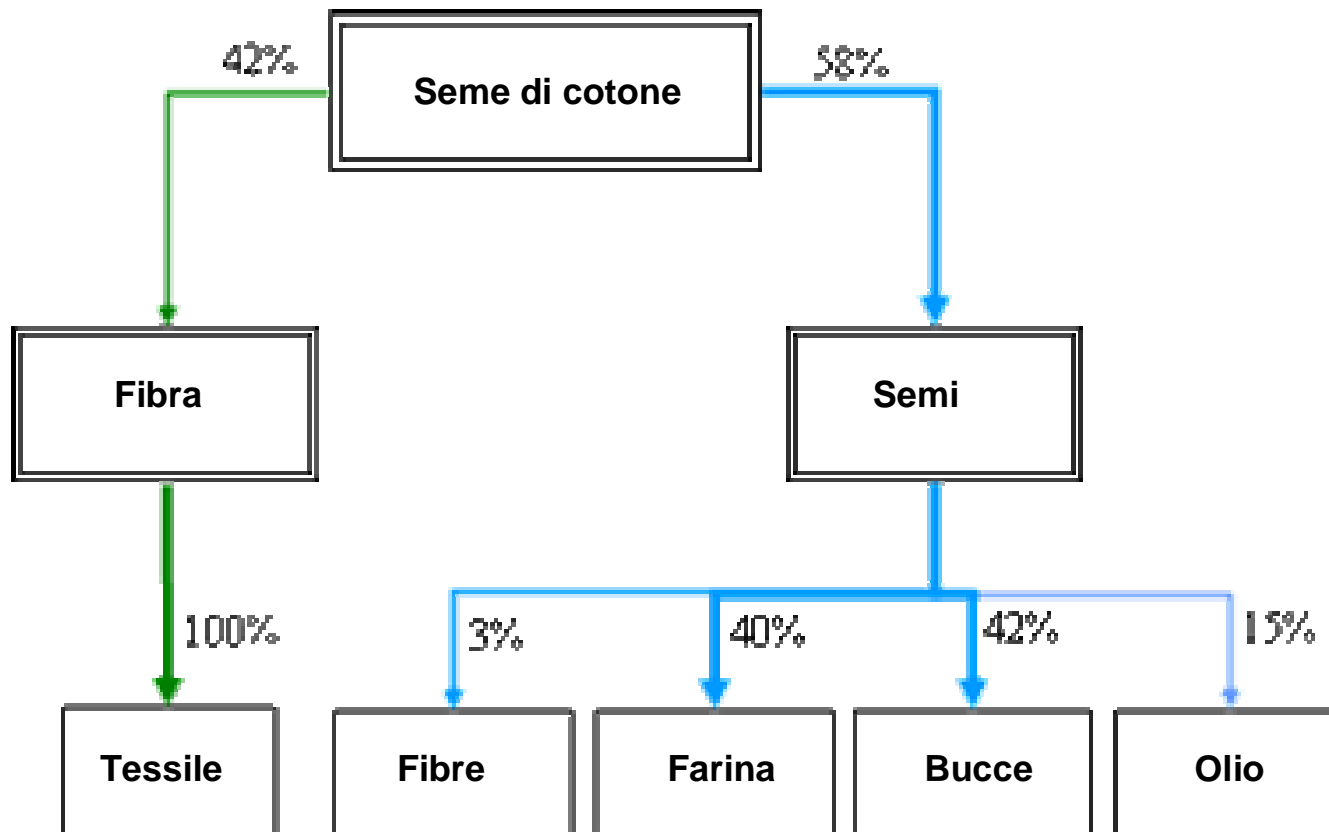 42%
Seme di cotone
58%
Fibra
Semi
100%
3%
40%
42%
15%
Tessile
Fibre
Farina
Bucce
Olio